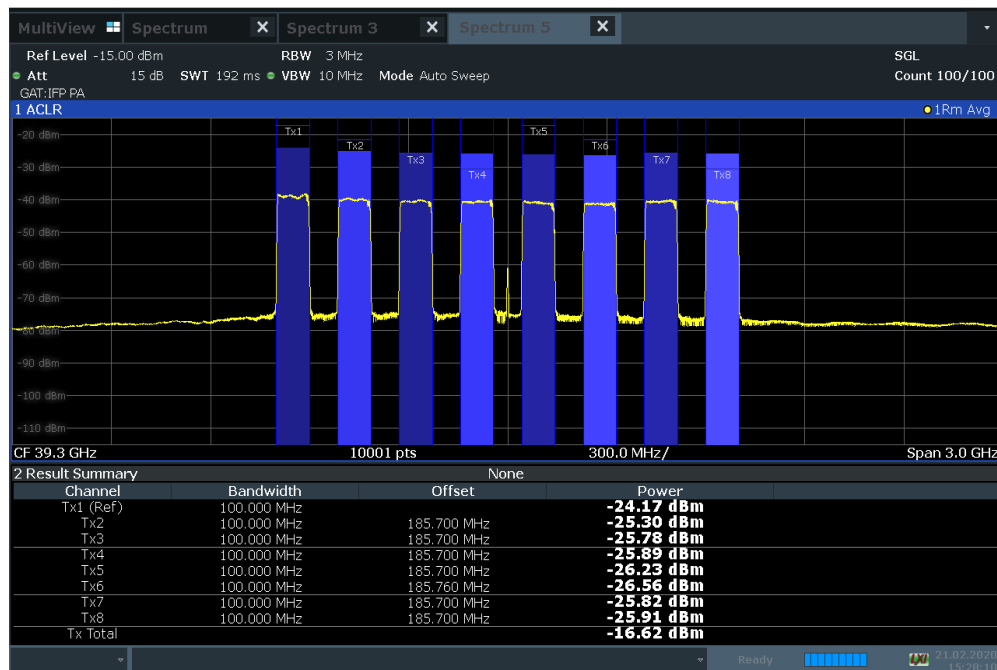 MultiView Spectrum X Spectrum 3 X Spectrum 5 X
Ref Level -15.00 dBm RBW 3 MHz SGL
Att 15 dB SWT 192 ms VBW 10 MHz Mode Auto Sweep Count 100/100
GAT:IFP PA
1 ACLR 1Rm Avg
Tx1 Tx5
-20 dBm
Tx2 Tx6
Tx3 Tx7
-30 dBm
Tx4 Tx8
-40 dBm
-50 dBm
-60 dBm
-70 dBm
-80 dBm
-90 dBm
-100 dBm
-110 dBm
CF 39.3 GHz 10001 pts 300.0 MHz/ Span 3.0 GHz
2 Result Summary None
Channel Bandwidth Offset Power
Tx1 (Ref) 100.000 MHz -24.17 dBm
Tx2 100.000 MHz 185.700 MHz -25.30 dBm
Tx3 100.000 MHz 185.700 MHz -25.78 dBm
Tx4 100.000 MHz 185.700 MHz -25.89 dBm
Tx5 100.000 MHz 185.700 MHz -26.23 dBm
Tx6 100.000 MHz 185.760 MHz -26.56 dBm
Tx7 100.000 MHz 185.700 MHz -25.82 dBm
Tx8 100.000 MHz 185.700 MHz -25.91 dBm
Tx Total -16.62 dBm
Ready LXI 21.02.2020
15:28:10